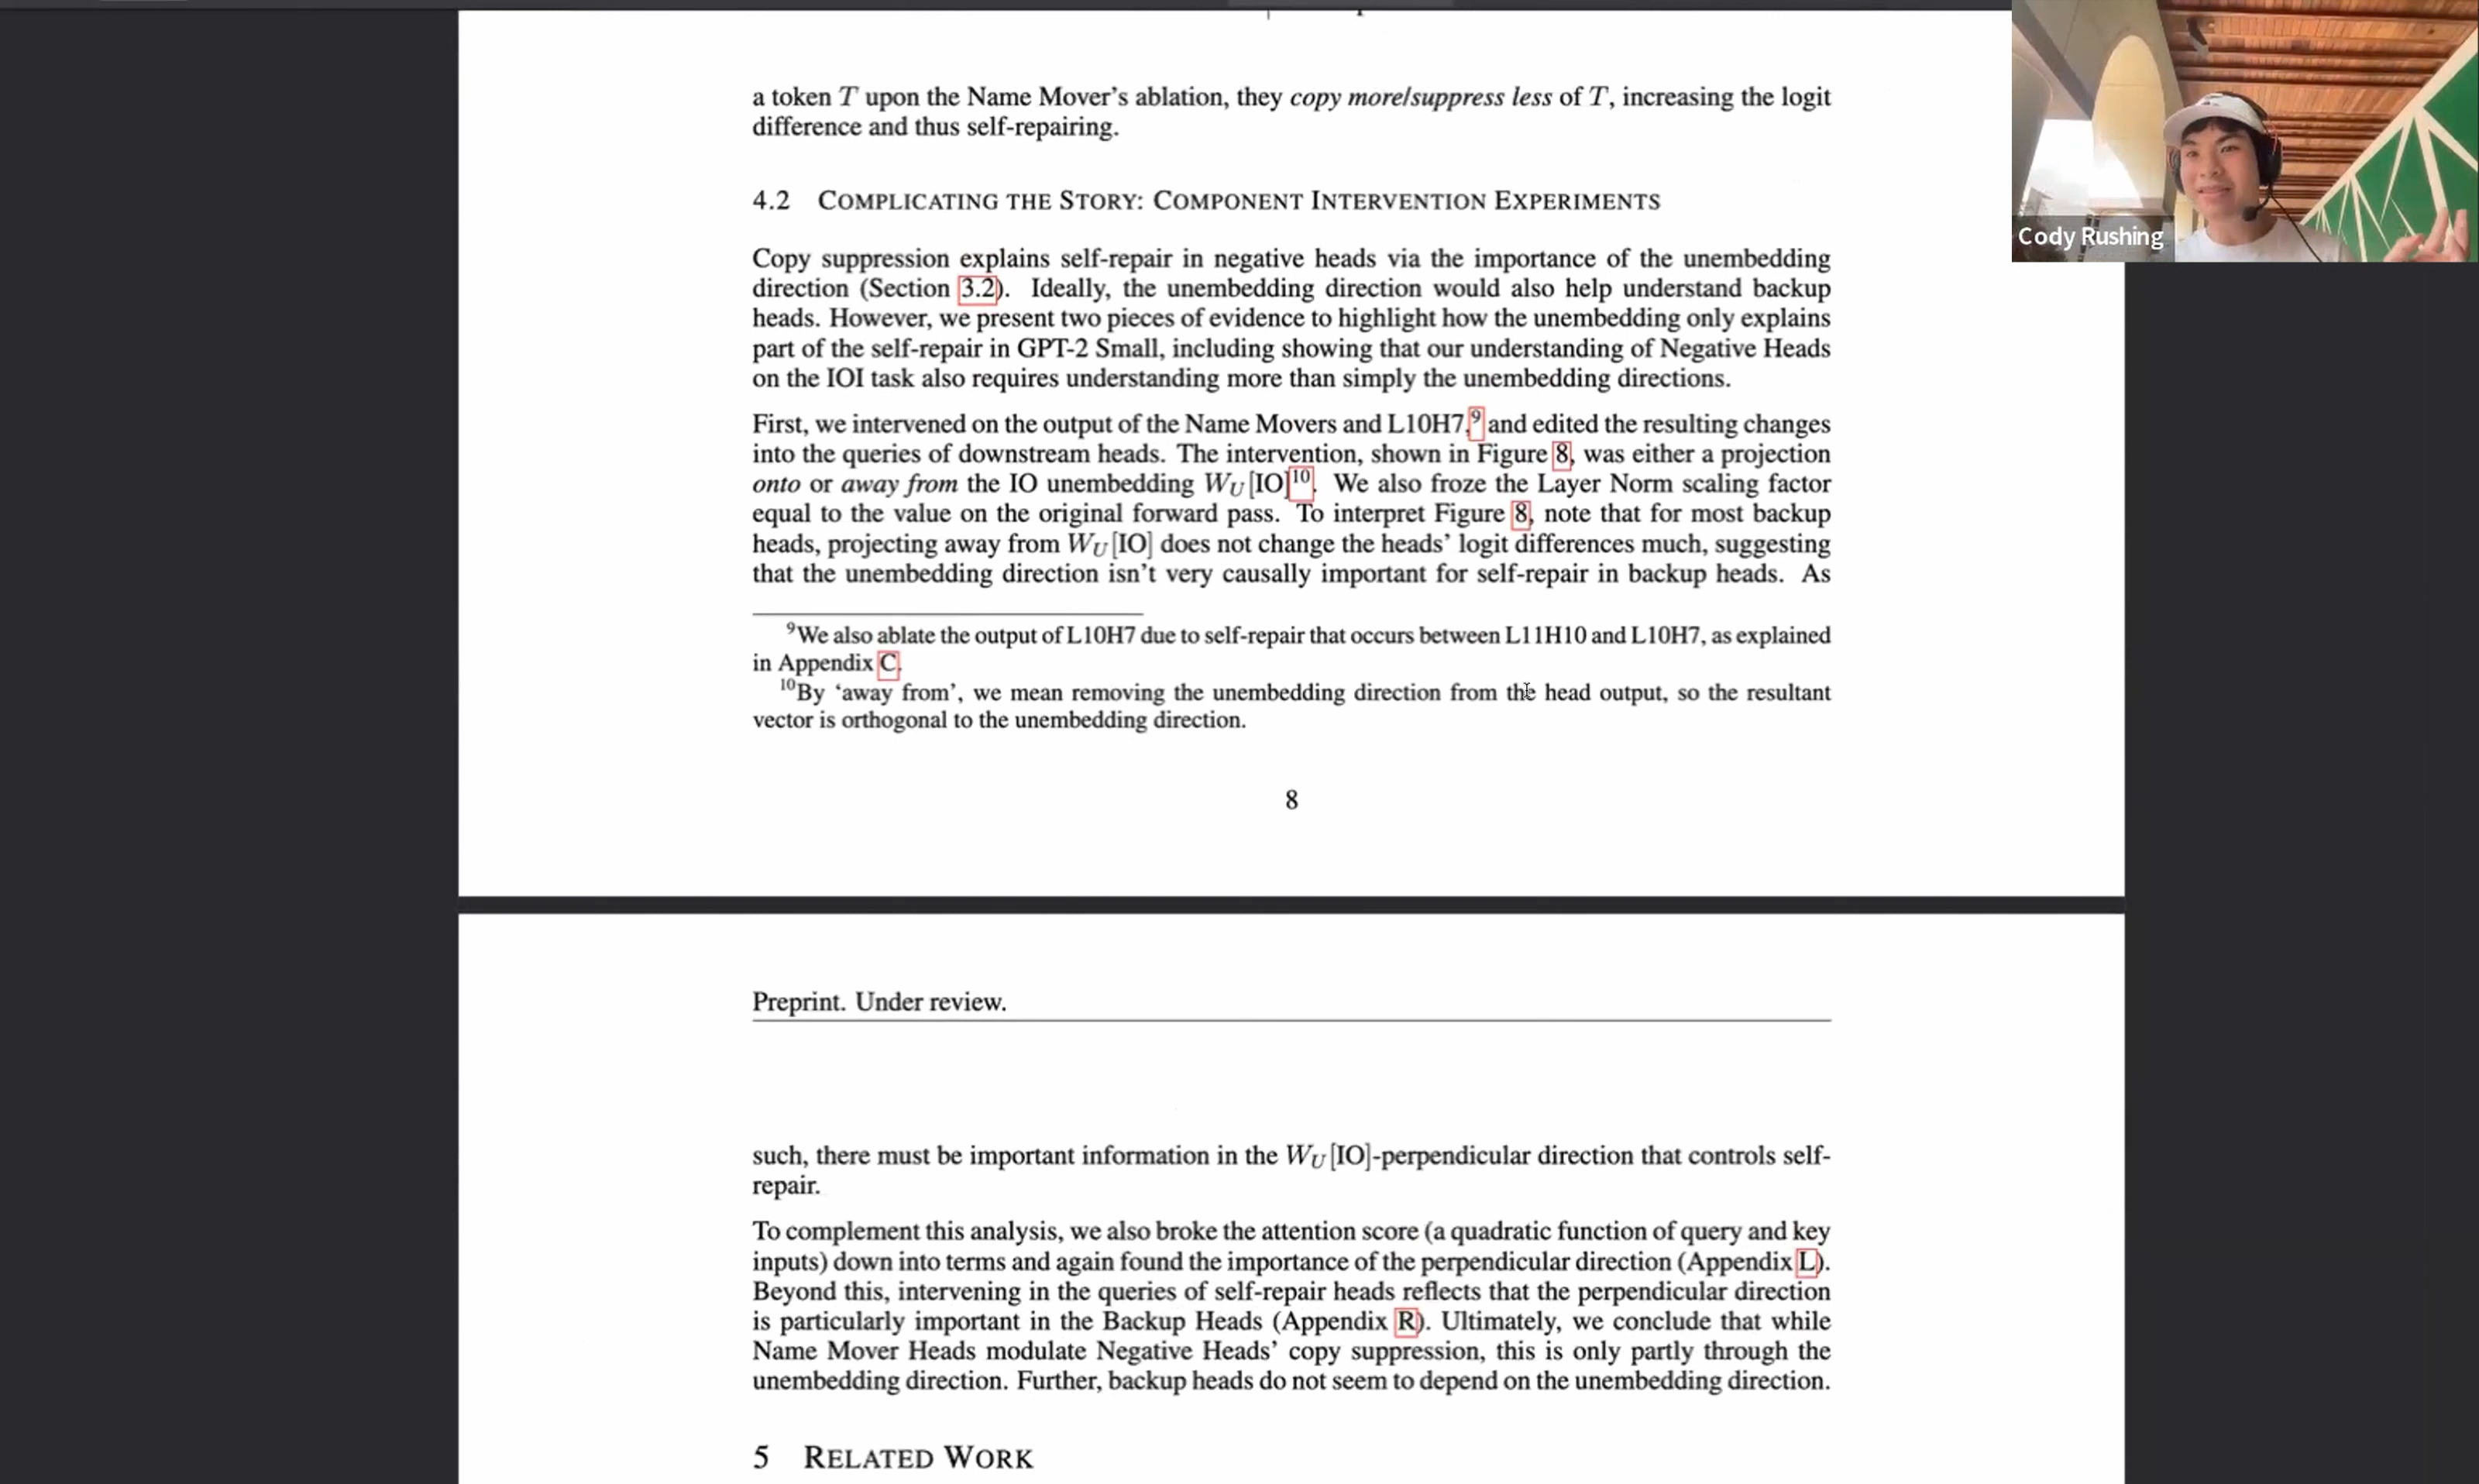 a token T upon the Name Mover's ablation, they copy more/suppress less of T, increasing the logit
difference and thus self-repairing.
4.2 COMPLICATING THE STORY: COMPONENT INTERVENTION EXPERIMENTS
Copy suppression explains self-repair in negative heads via the importance of the unembedding
direction (Section 3.2). Ideally, the unembedding direction would also help understand backup
heads. However, we present two pieces of evidence to highlight how the unembedding only explains
part of the self-repair in GPT-2 Small, including showing that our understanding of Negative Heads
on the IOI task also requires understanding more than simply the unembedding directions.
First, we intervened on the output of the Name Movers and L10H7,9 and edited the resulting changes
into the queries of downstream heads. The intervention, shown in Figure 8, was either a projection
onto or away from the IO unembedding WU[IO]10. We also froze the Layer Norm scaling factor
equal to the value on the original forward pass. To interpret Figure 8, note that for most backup
heads, projecting away from WU[IO] does not change the heads' logit differences much, suggesting
that the unembedding direction isn't very causally important for self-repair in backup heads. As
9We also ablate the output of L10H7 due to self-repair that occurs between L11H10 and L10H7, as explained
in Appendix C.
10By 'away from', we mean removing the unembedding direction from the head output, so the resultant
vector is orthogonal to the unembedding direction.
8
Preprint. Under review.
such, there must be important information in the WU[IO]-perpendicular direction that controls self-
repair.
To complement this analysis, we also broke the attention score (a quadratic function of query and key
inputs) down into terms and again found the importance of the perpendicular direction (Appendix L).
Beyond this, intervening in the queries of self-repair heads reflects that the perpendicular direction
is particularly important in the Backup Heads (Appendix R). Ultimately, we conclude that while
Name Mover Heads modulate Negative Heads' copy suppression, this is only partly through the
unembedding direction. Further, backup heads do not seem to depend on the unembedding direction.
5 RELATED WORK
Cody Rushing